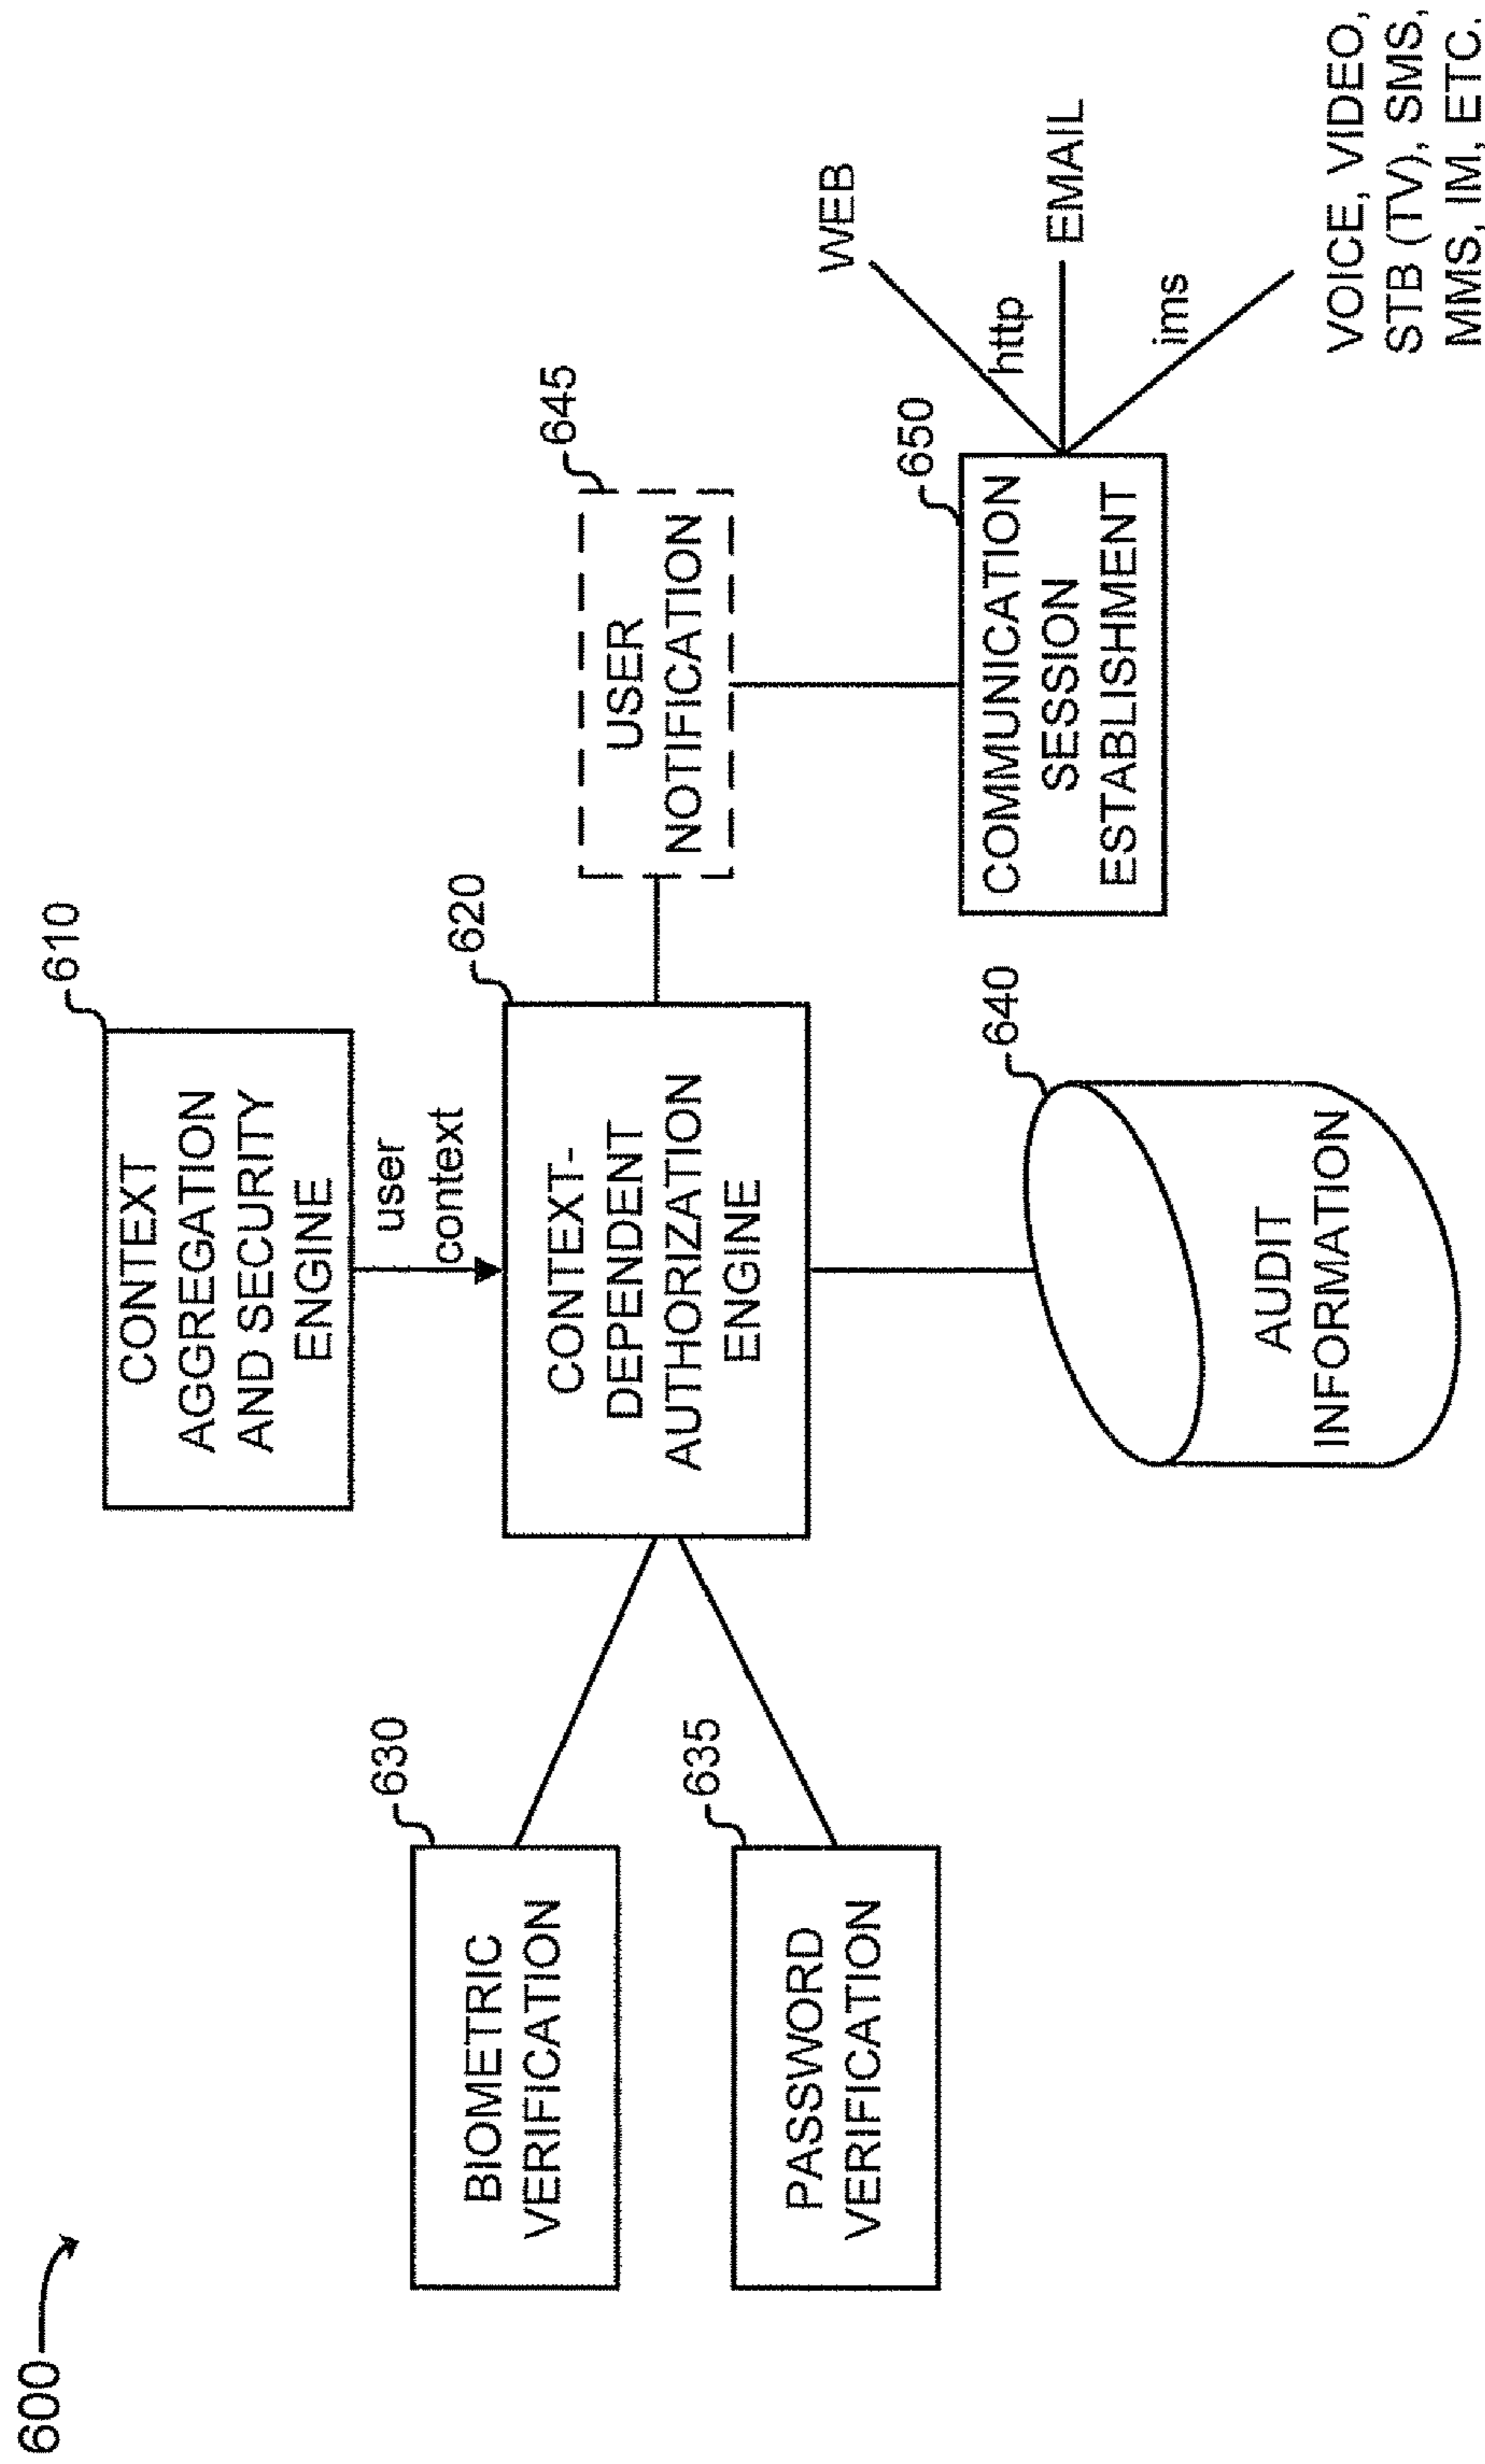 600
610
CONTEXT
AGGREGATION
AND SECURITY
ENGINE
user
context
620
CONTEXT-
DEPENDENT
AUTHORIZATION
ENGINE
630
BIOMETRIC
VERIFICATION
635
PASSWORD
VERIFICATION
640
AUDIT
INFORMATION
645
USER
NOTIFICATION
650
COMMUNICATION
SESSION
ESTABLISHMENT
WEB
http
EMAIL
ims
VOICE, VIDEO,
STB (TV), SMS,
MMS, IM, ETC.